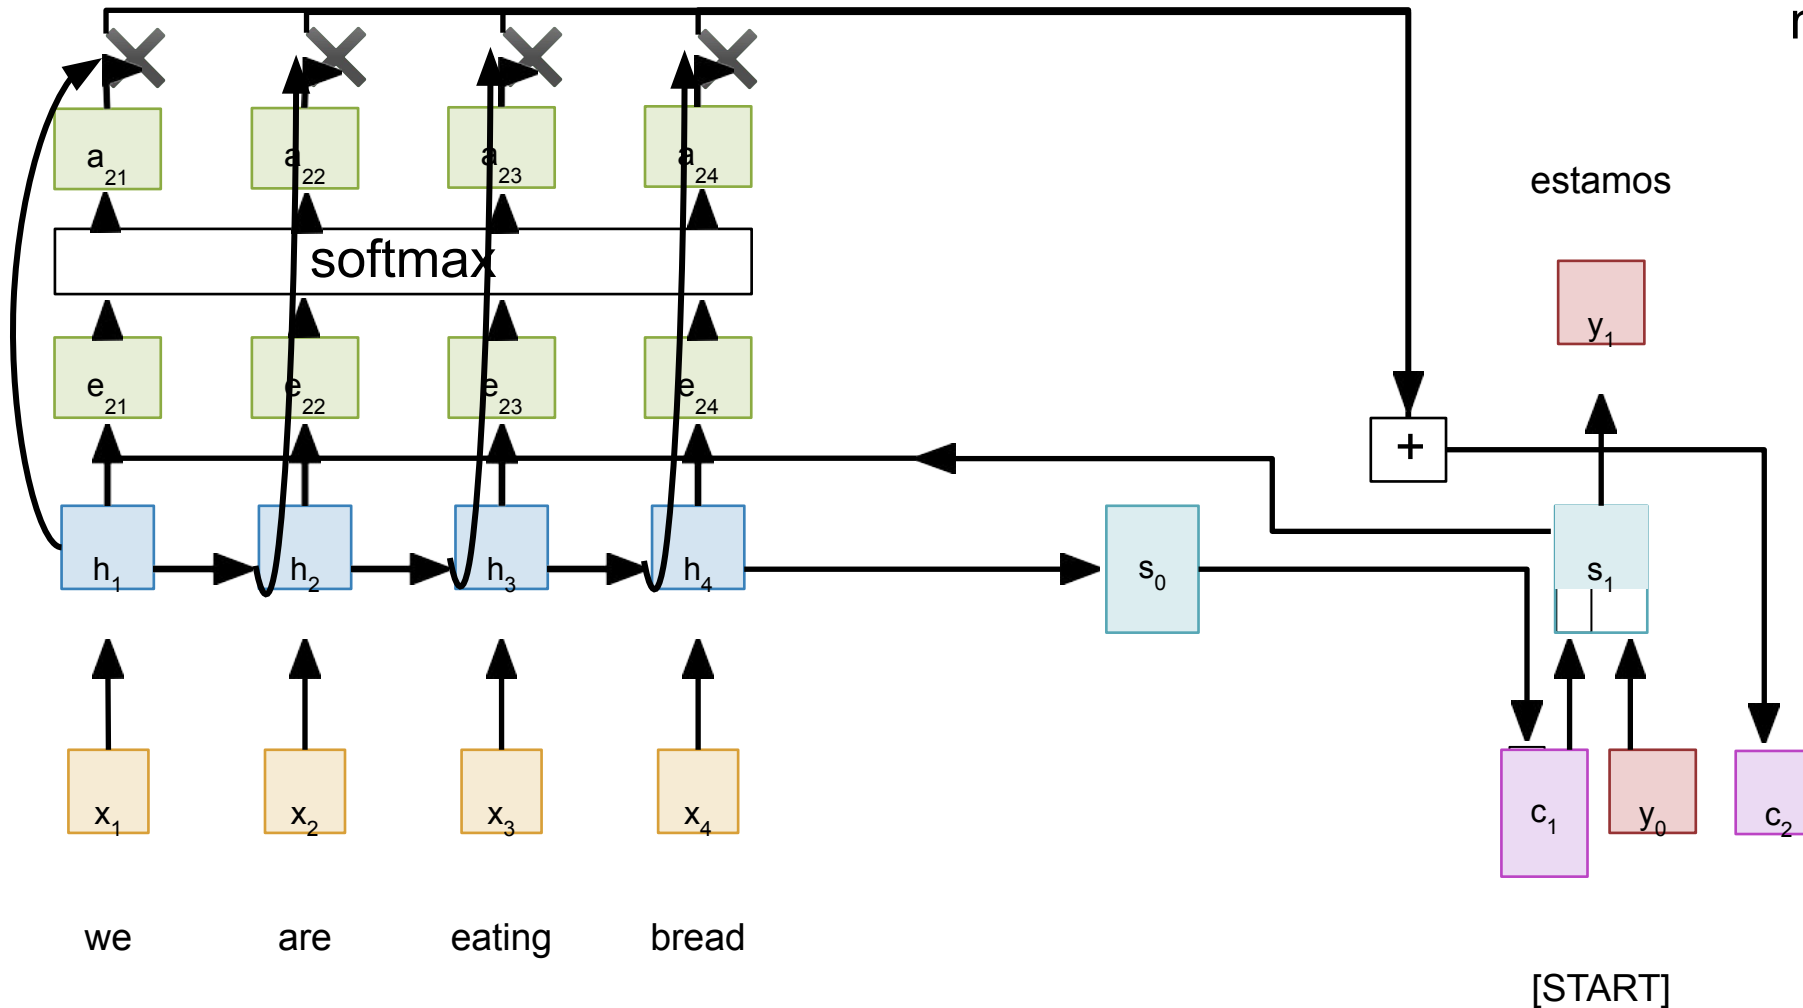 r
a21 a22 a23 a24
estamos
softmax
y1
e21 e22 e23 e24
+
h1 h2 h3 h4 s0 s1
x1 x2 x3 x4 c1 y0 c2
we are eating bread
[START]